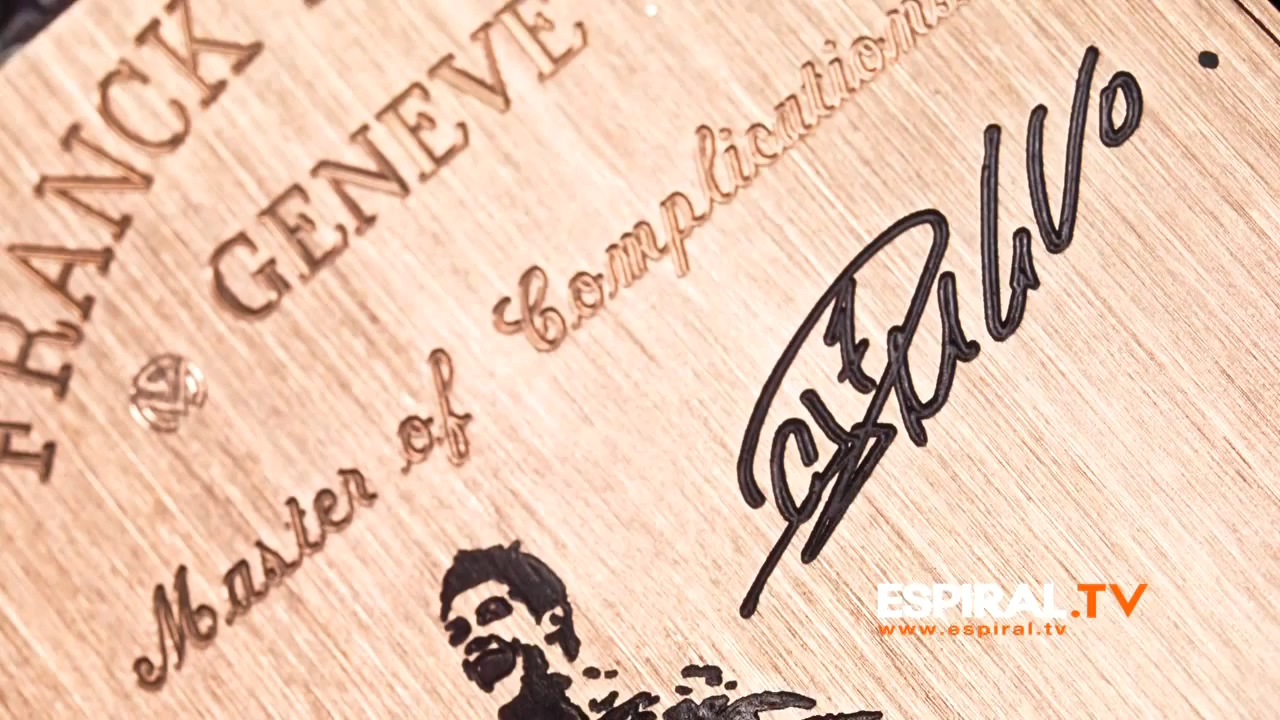 FRANCK
GENEVE
Master of Complications
ESPIRAL.TV
www.espiral.tv